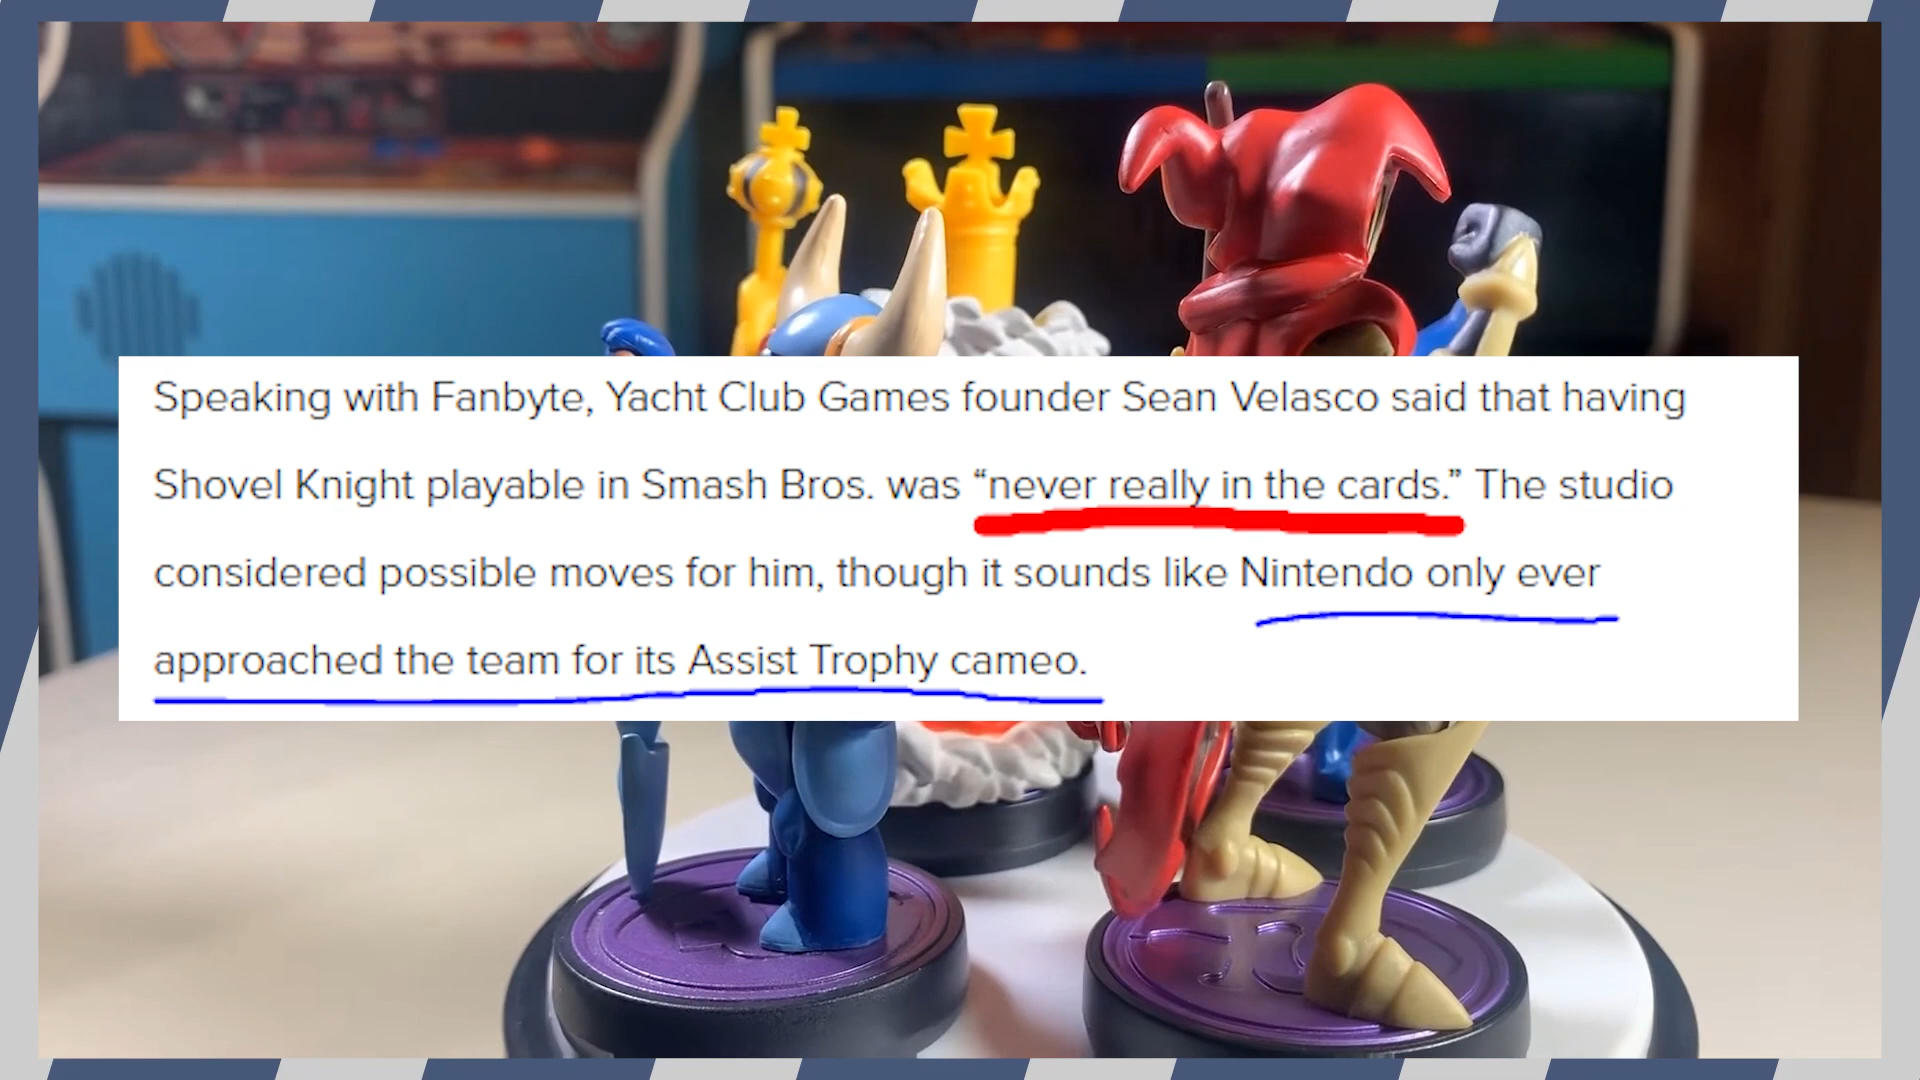 Speaking with Fanbyte, Yacht Club Games founder Sean Velasco said that having
Shovel Knight playable in Smash Bros. was “never really in the cards.” The studio
considered possible moves for him, though it sounds like Nintendo only ever
approached the team for its Assist Trophy cameo.